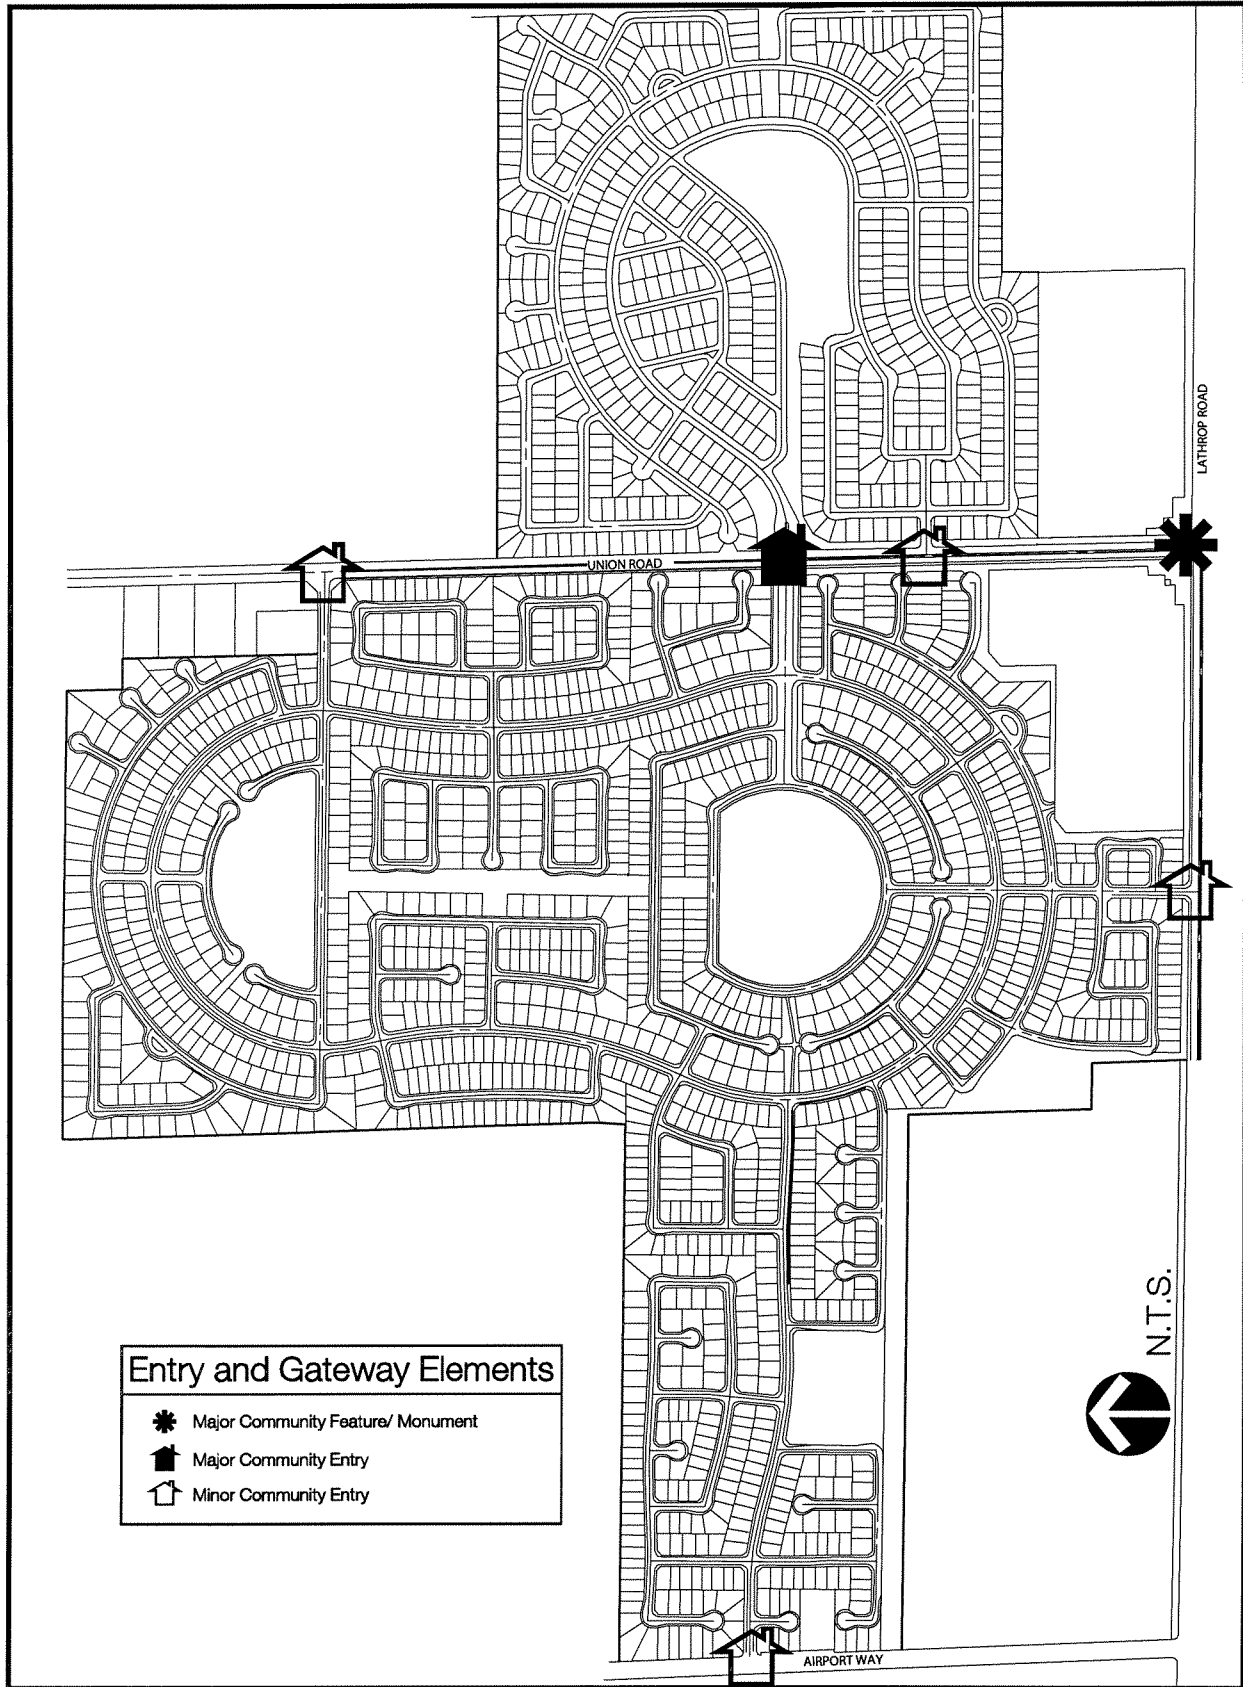 LATHROP ROAD
UNION ROAD
N.T.S.
Entry and Gateway Elements
Major Community Feature/ Monument
Major Community Entry
Minor Community Entry
AIRPORT WAY